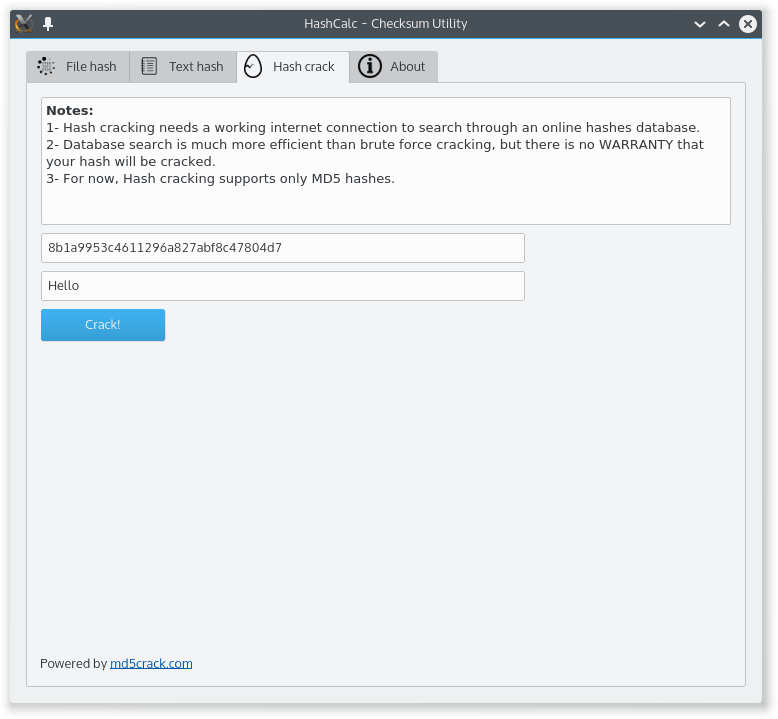 HashCalc - Checksum Utility
File hash
Text hash
Hash crack
About
Notes:
1- Hash cracking needs a working internet connection to search through an online hashes database.
2- Database search is much more efficient than brute force cracking, but there is no WARRANTY that
your hash will be cracked.
3- For now, Hash cracking supports only MD5 hashes.
8b1a9953c4611296a827abf8c47804d7
Hello
Crack!
Powered by md5crack.com